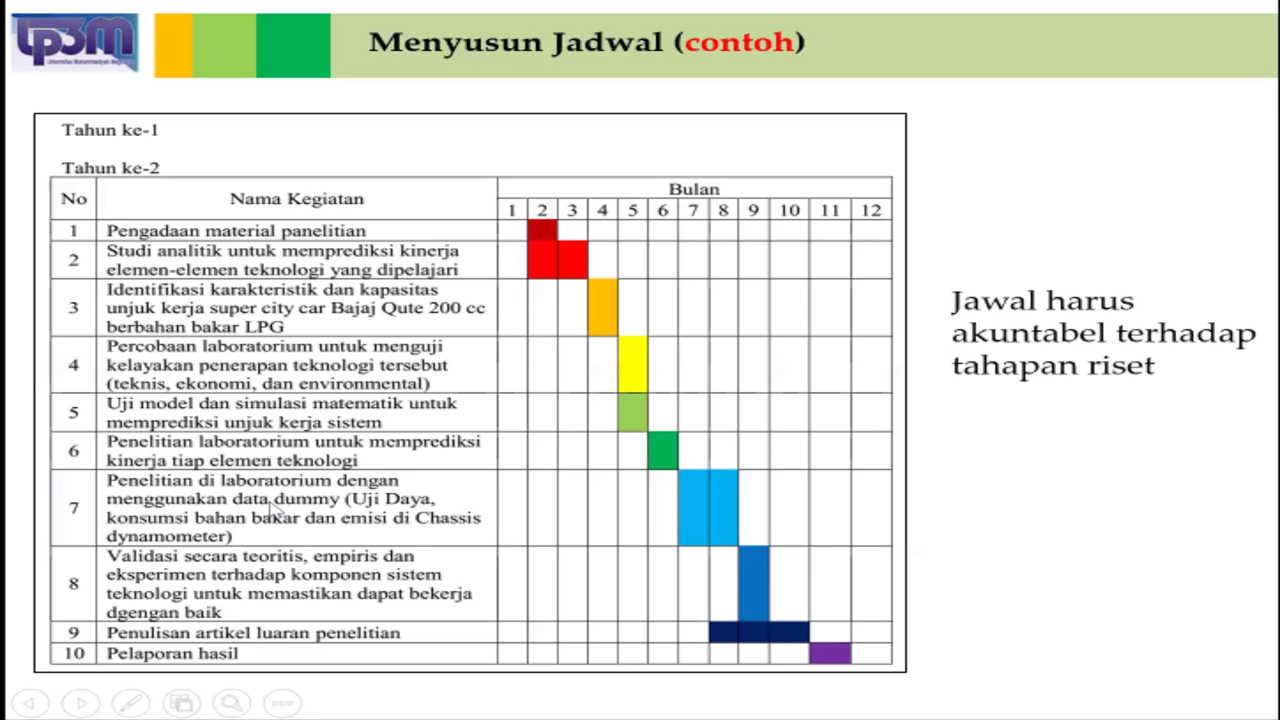 LP3M
Menyusun Jadwal (contoh)
Tahun ke-1
Tahun ke-2
No Nama Kegiatan Bulan
1 2 3 4 5 6 7 8 9 10 11 12
1 Pengadaan material panelitian
2 Studi analitik untuk memprediksi kinerja
elemen-elemen teknologi yang dipelajari
3 Identifikasi karakteristik dan kapasitas
unjuk kerja super city car Bajaj Qute 200 cc
berbahan bakar LPG
4 Percobaan laboratorium untuk menguji
kelayakan penerapan teknologi tersebut
(teknis, ekonomi, dan environmental)
5 Uji model dan simulasi matematik untuk
memprediksi unjuk kerja sistem
6 Penelitian laboratorium untuk memprediksi
kinerja tiap elemen teknologi
7 Penelitian di laboratorium dengan
menggunakan data dummy (Uji Daya,
konsumsi bahan bakar dan emisi di Chassis
dynamometer)
8 Validasi secara teoritis, empiris dan
eksperimen terhadap komponen sistem
teknologi untuk memastikan dapat bekerja
dgengan baik
9 Penulisan artikel luaran penelitian
10 Pelaporan hasil
Jawal harus
akuntabel terhadap
tahapan riset